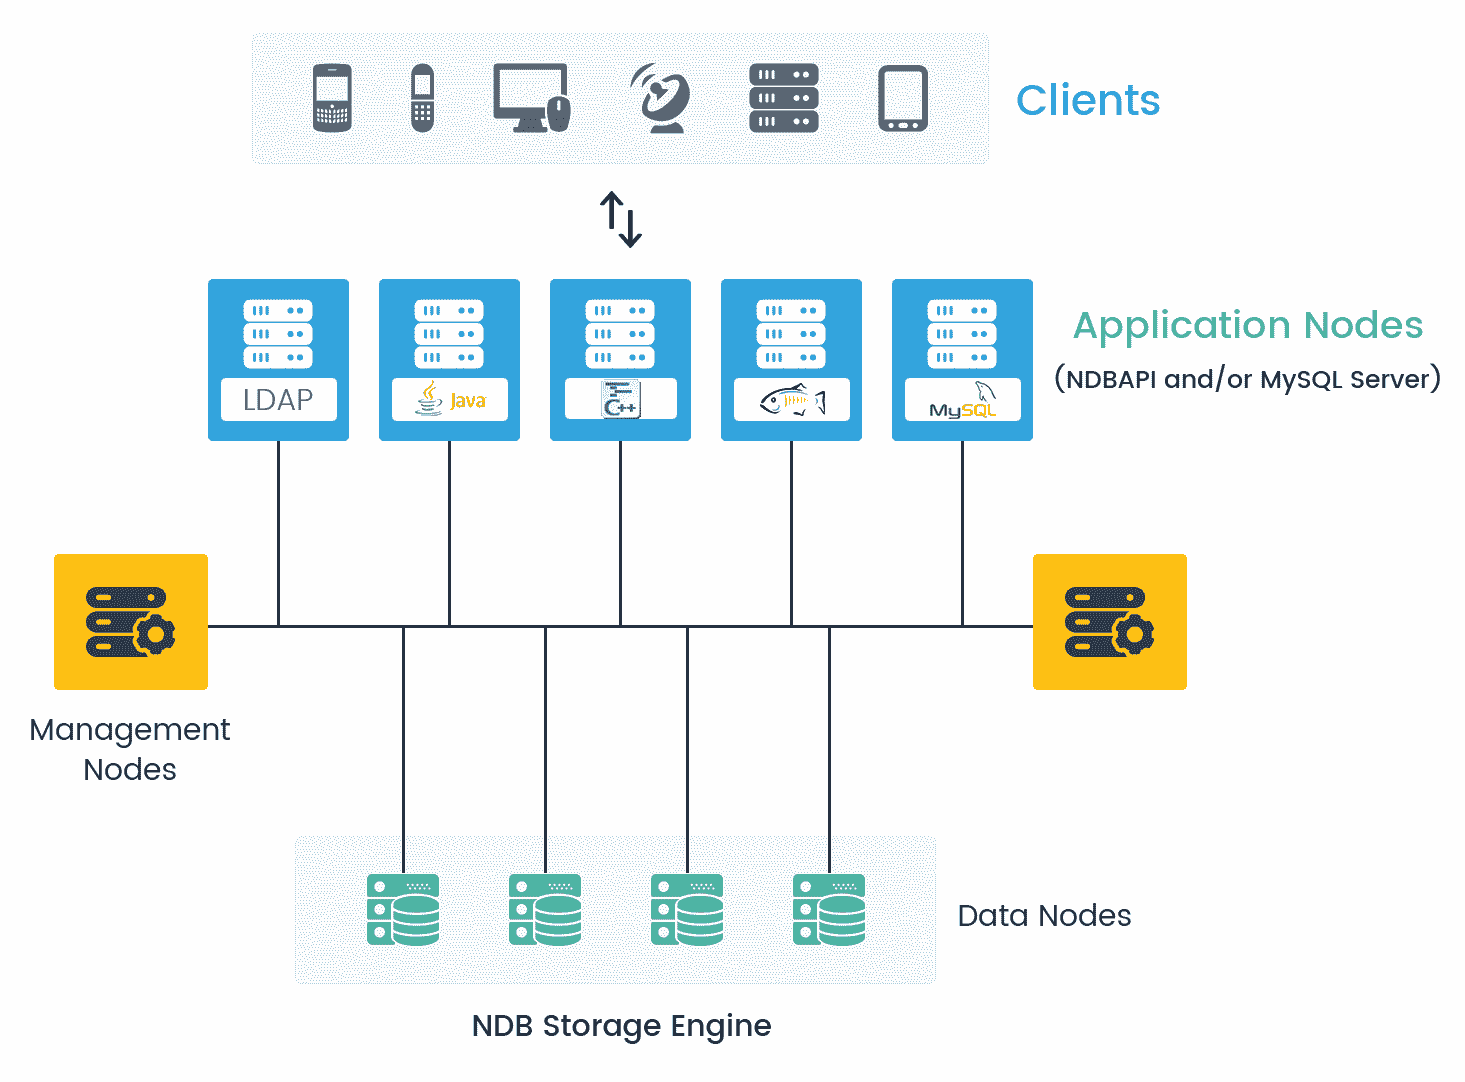 Clients
LDAP
Java
C++
MySQL
Application Nodes
(NDBAPI and/or MySQL Server)
Management
Nodes
Data Nodes
NDB Storage Engine